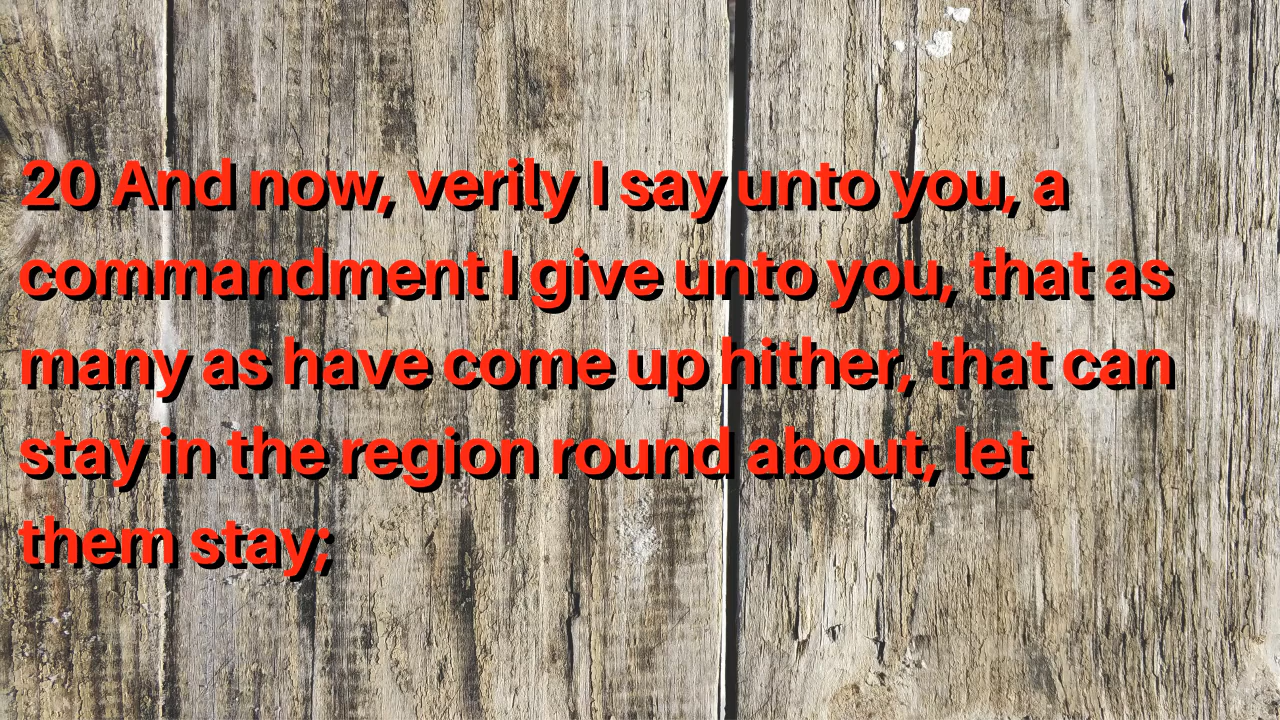 20 And now, verily I say unto you, a
commandment I give unto you, that as
many as have come up hither, that can
stay in the region round about, let
them stay;